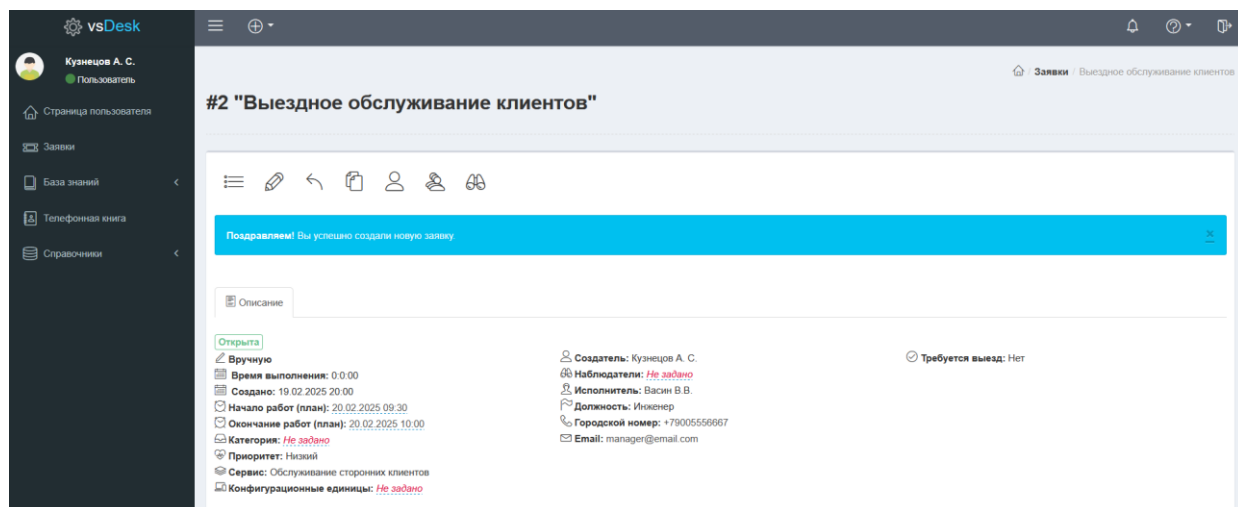 vsDesk
Кузнецов А. С.
Пользователь
Страница пользователя
Заявки
База знаний
Телефонная книга
Справочники
/ Заявки / Выездное обслуживание клиентов
#2 "Выездное обслуживание клиентов"
Поздравляем! Вы успешно создали новую заявку.
×
Описание
Открыта
Вручную
Время выполнения: 0:0:00
Создано: 19.02.2025 20:00
Начало работ (план): 20.02.2025 09:30
Окончание работ (план): 20.02.2025 10:00
Категория: Не задано
Приоритет: Низкий
Сервис: Обслуживание сторонних клиентов
Конфигурационные единицы: Не задано
Создатель: Кузнецов А. С.
Наблюдатели: Не задано
Исполнитель: Васин В.В.
Должность: Инженер
Городской номер: +79005556667
Email: manager@email.com
Требуется выезд: Нет